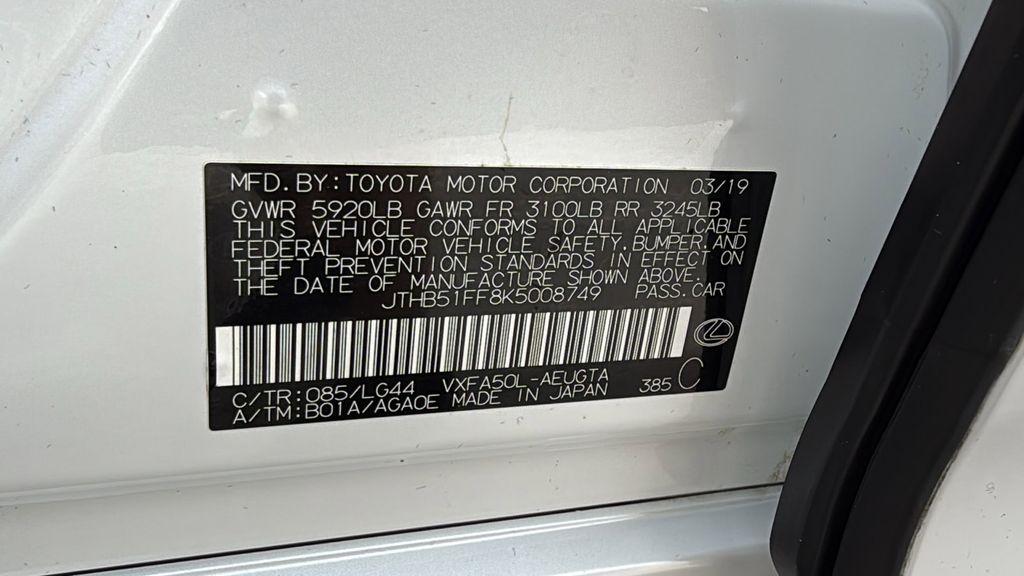 MFD. BY: TOYOTA MOTOR CORPORATION 03/19
GVWR 5920LB GAWR FR 3100LB RR 3245LB
THIS VEHICLE CONFORMS TO ALL APPLICABLE
FEDERAL MOTOR VEHICLE SAFETY, BUMPER, AND
THEFT PREVENTION STANDARDS IN EFFECT ON
THE DATE OF MANUFACTURE SHOWN ABOVE.
JTHB51FF8K5008749 PASS. CAR
C/TR: 085/LG44 VXFA50L-AEUGTA
A/TM: B01A/AGA0E MADE IN JAPAN 385 C